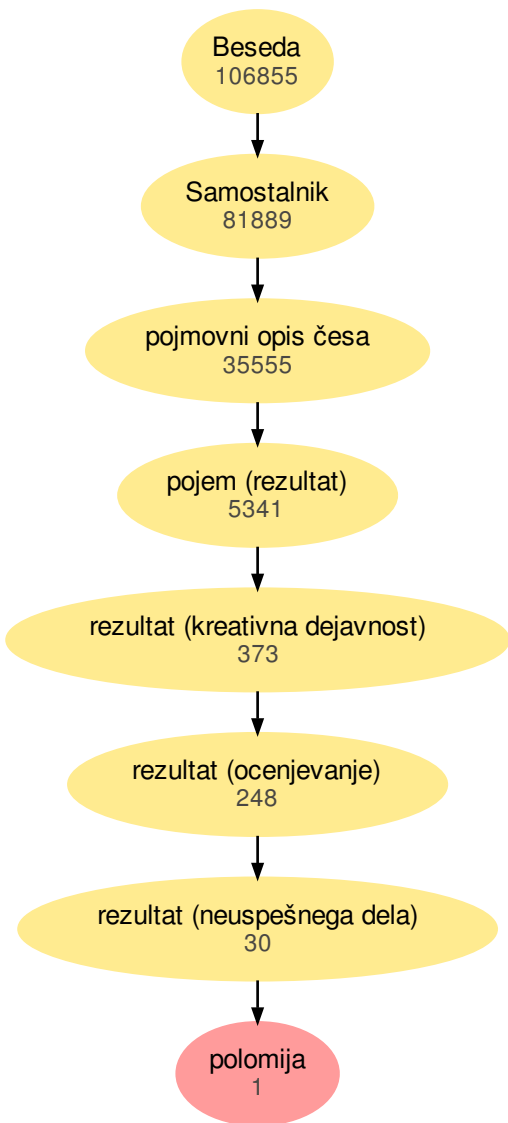 Beseda
106855
Samostalnik
81889
pojmovni opis česa
35555
pojem (rezultat)
5341
rezultat (kreativna dejavnost)
373
rezultat (ocenjevanje)
248
rezultat (neuspešnega dela)
30
polomija
1